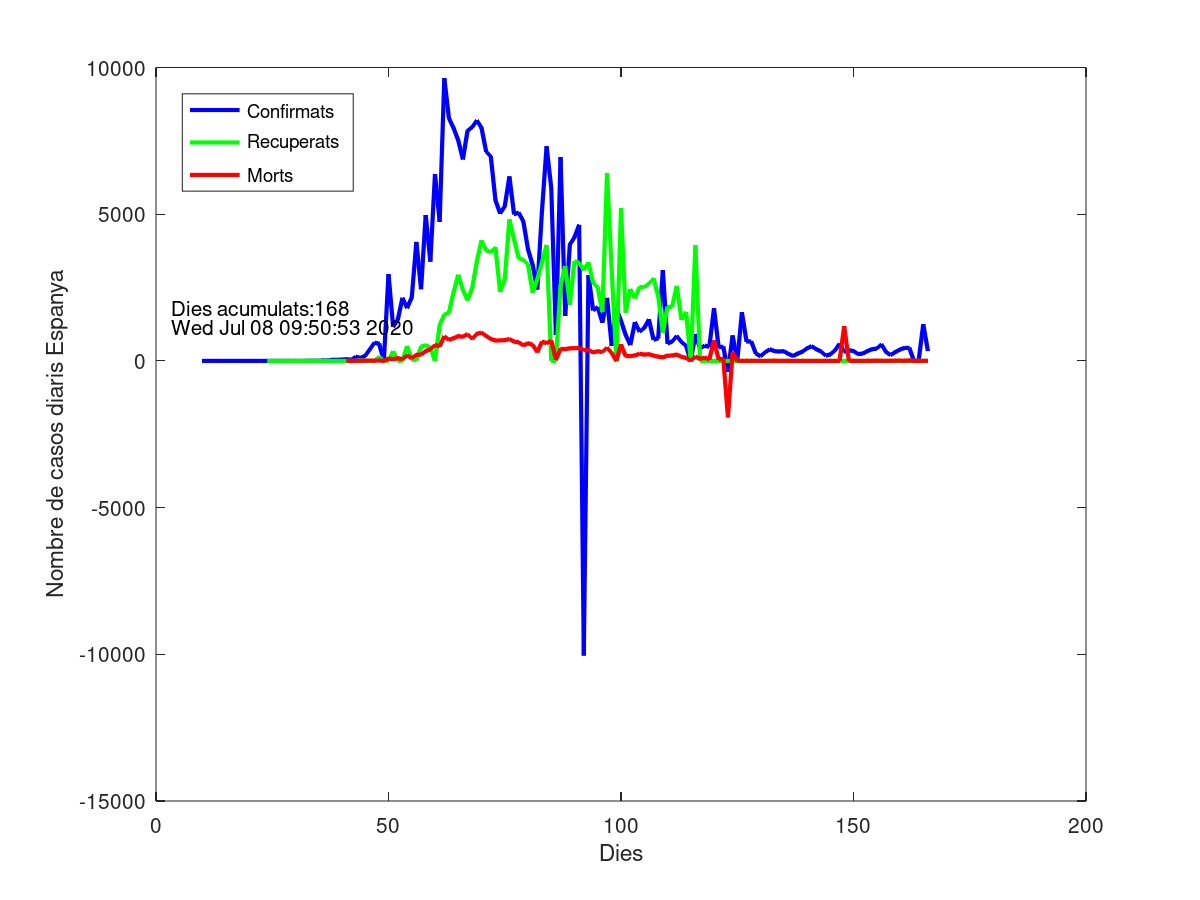 10000
5000
0
-5000
-10000
-15000
Nombre de casos diaris Espanya
Confirmats
Recuperats
Morts
Dies acumulats:168
Wed Jul 08 09:50:53 2020
0 50 100 150 200
Dies